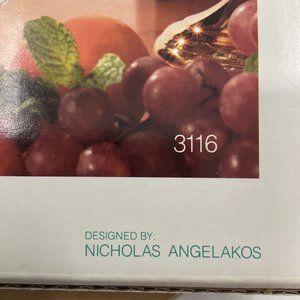 3116
DESIGNED BY:
NICHOLAS ANGELAKOS